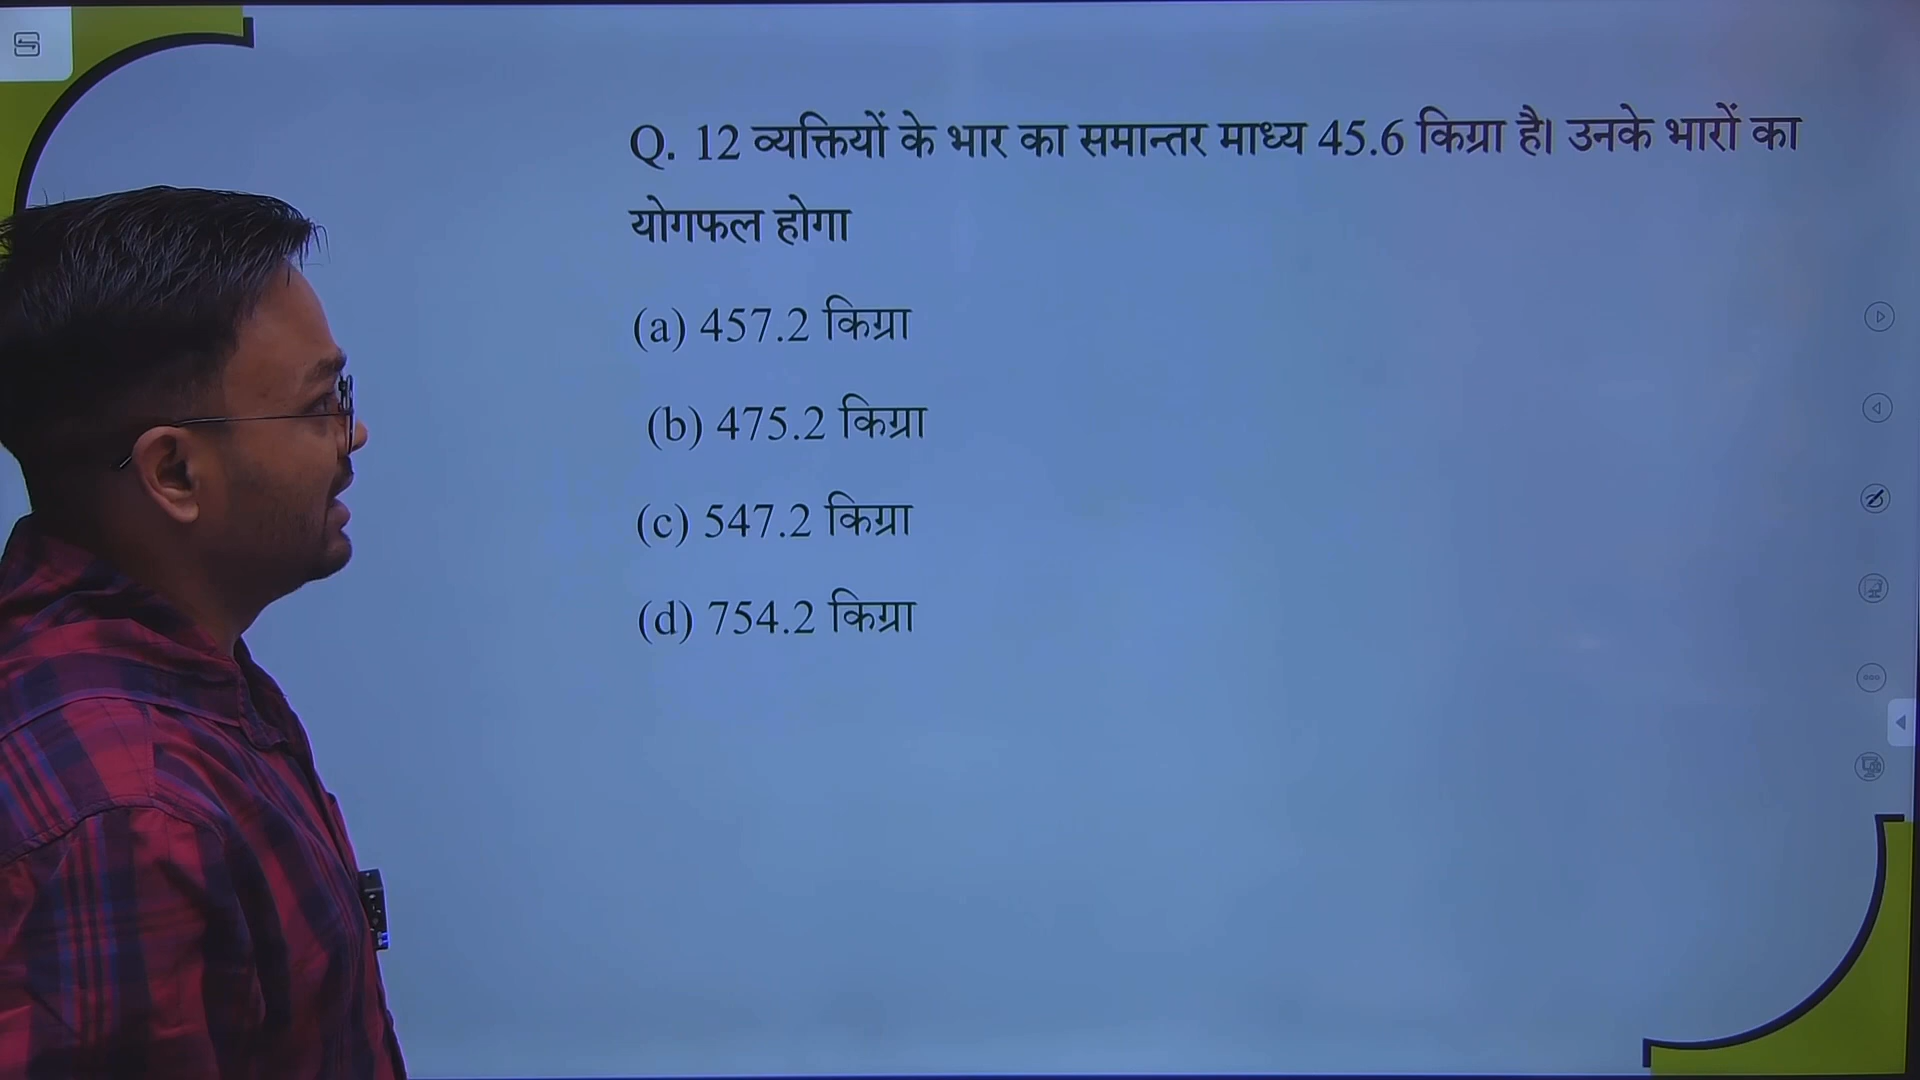 Q. 12 व्यक्तियों के भार का समान्तर माध्य 45.6 किग्रा है। उनके भारों का
योगफल होगा
(a) 457.2 किग्रा
(b) 475.2 किग्रा
(c) 547.2 किग्रा
(d) 754.2 किग्रा